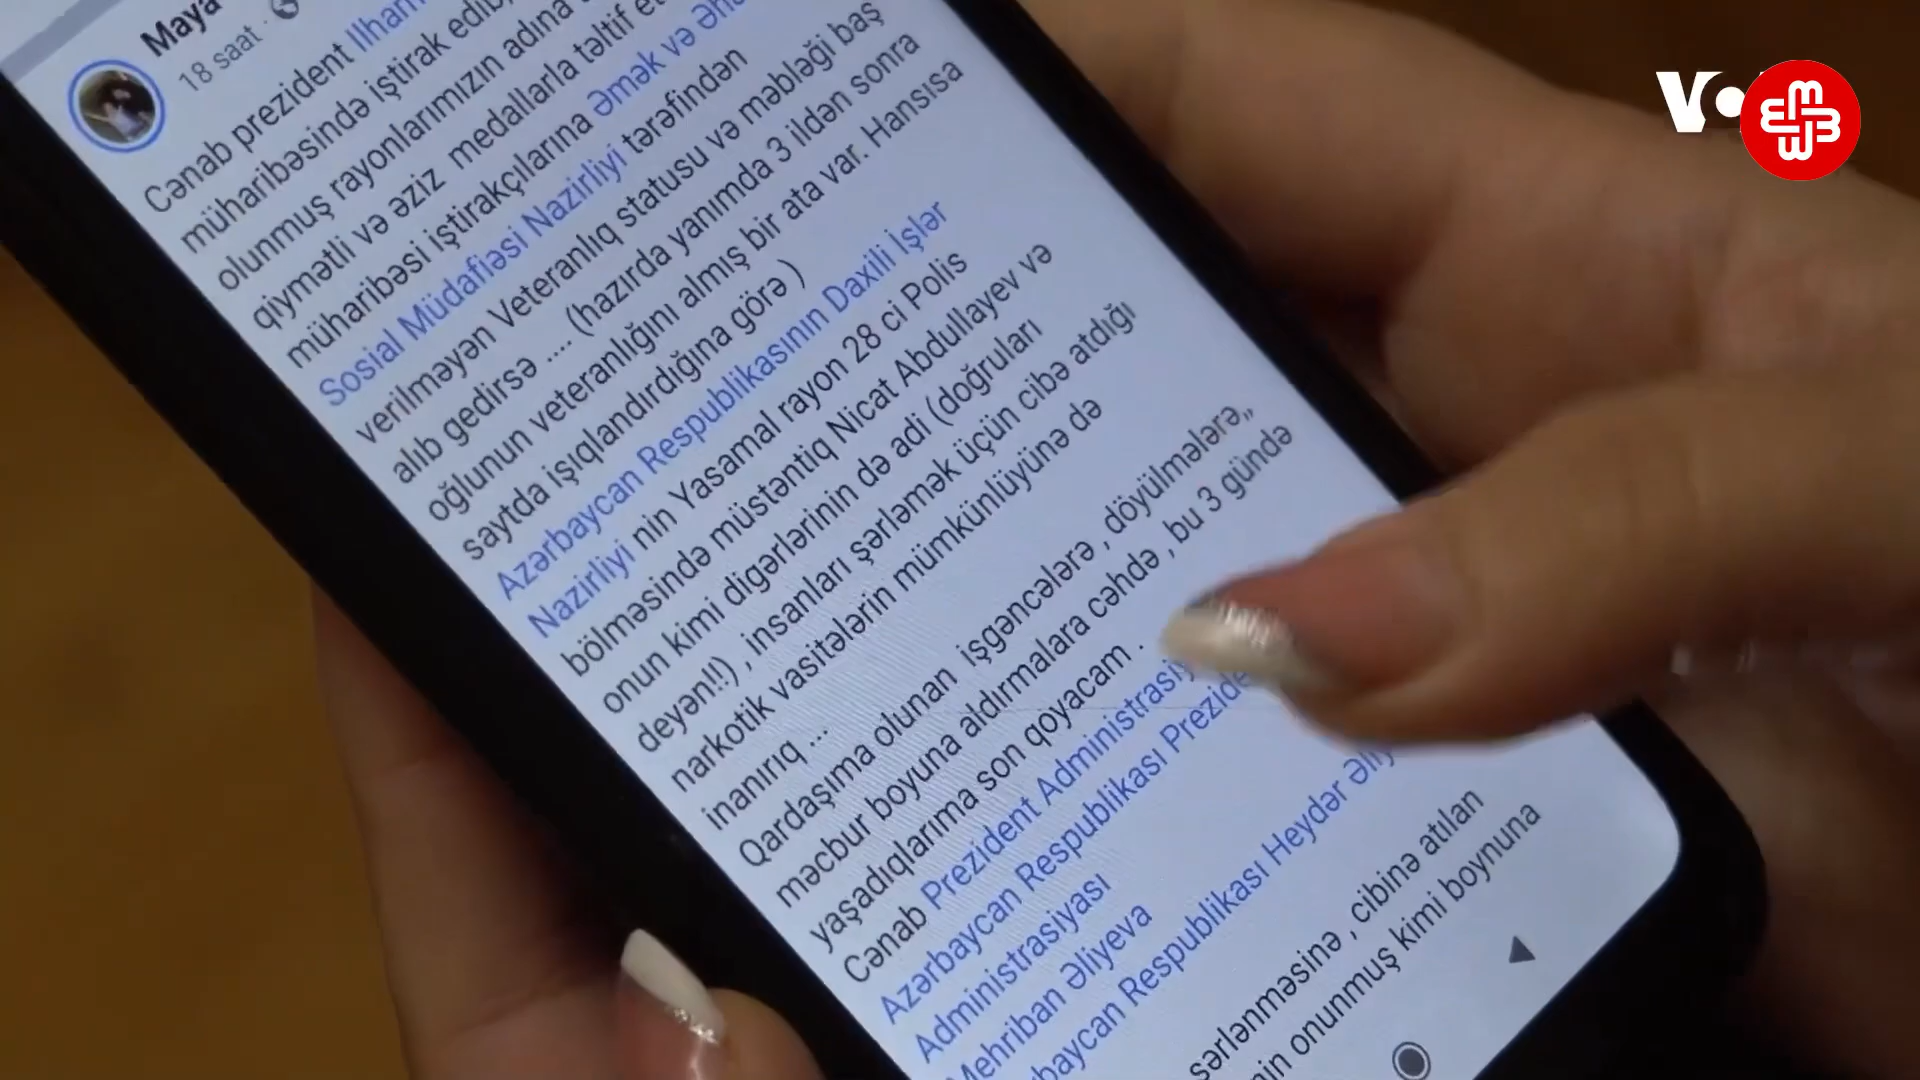 Maya
18 saat
Cənab prezident İlham
müharibəsində iştirak edib,
olunmuş rayonlarımızın adına
qiymətli və əziz medallarla təltif
müharibəsi iştirakçılarına Əmək və
Sosial Müdafiəsi Nazirliyi tərəfindən
verilməyən Veteranlıq statusu və məbləği baş
alıb gedirsə .... (hazırda yanımda 3 ildən sonra
oğlunun veteranlığını almış bir ata var. Hansısa
saytda işıqlandırdığına görə )
Azərbaycan Respublikasının Daxili İşlər
Nazirliyi nin Yasamal rayon 28 ci Polis
bölməsində müstəntiq Nicat Abdullayev və
onun kimi digərlərinin də adi (doğruları
deyən!!) , insanları şərləmək üçün cibə atdığı
narkotik vasitələrin mümkünlüyünə də
inanırıq ...
Qardaşıma olunan işgəncələrə , döyülmələrə,,
məcbur boyuna aldırmalara cəhdə , bu 3 gündə
yaşadıqlarıma son qoyacam .
Cənab Prezident
Azərbaycan Respublikası
Administrasiyası
Mehriban Əliyeva
Respublikası Heydər
şərlənməsinə , cibinə atılan
onunmuş kimi boynuna